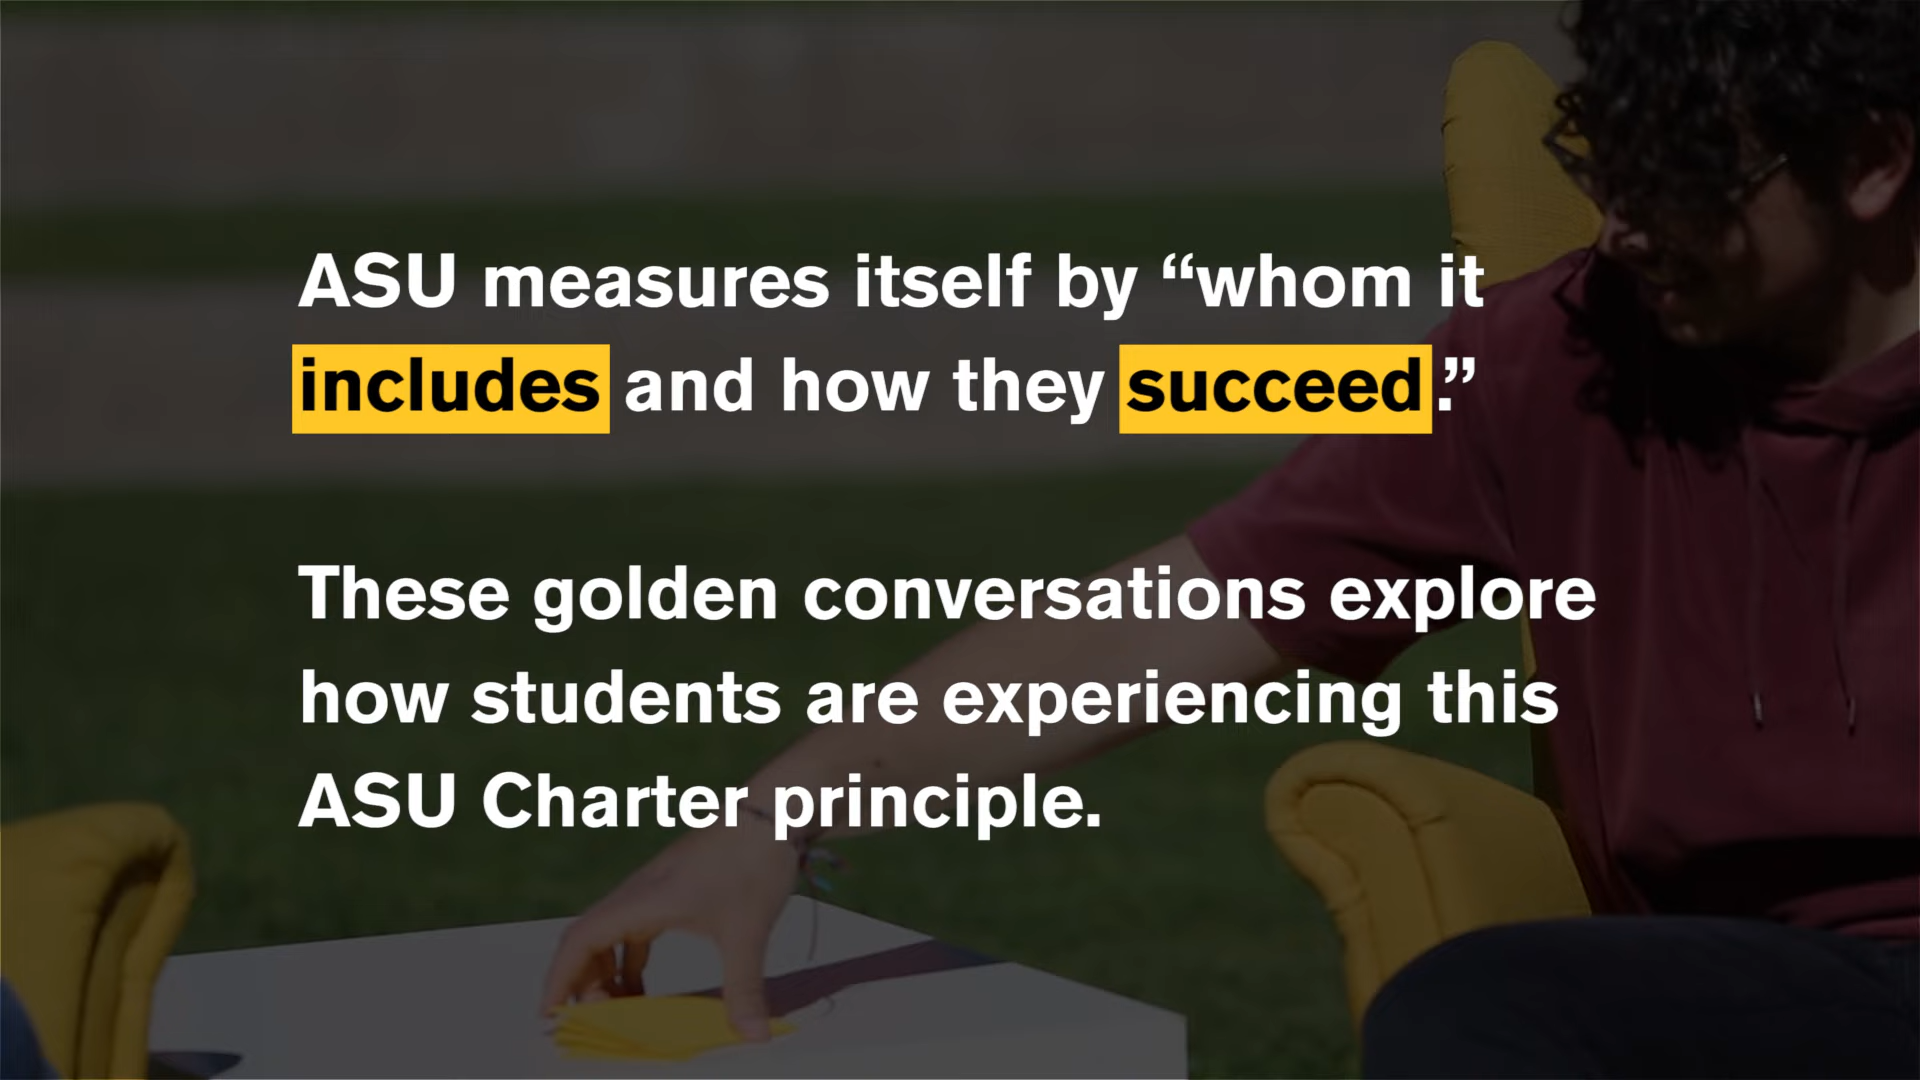 ASU measures itself by “whom it
includes and how they succeed.”
These golden conversations explore
how students are experiencing this
ASU Charter principle.